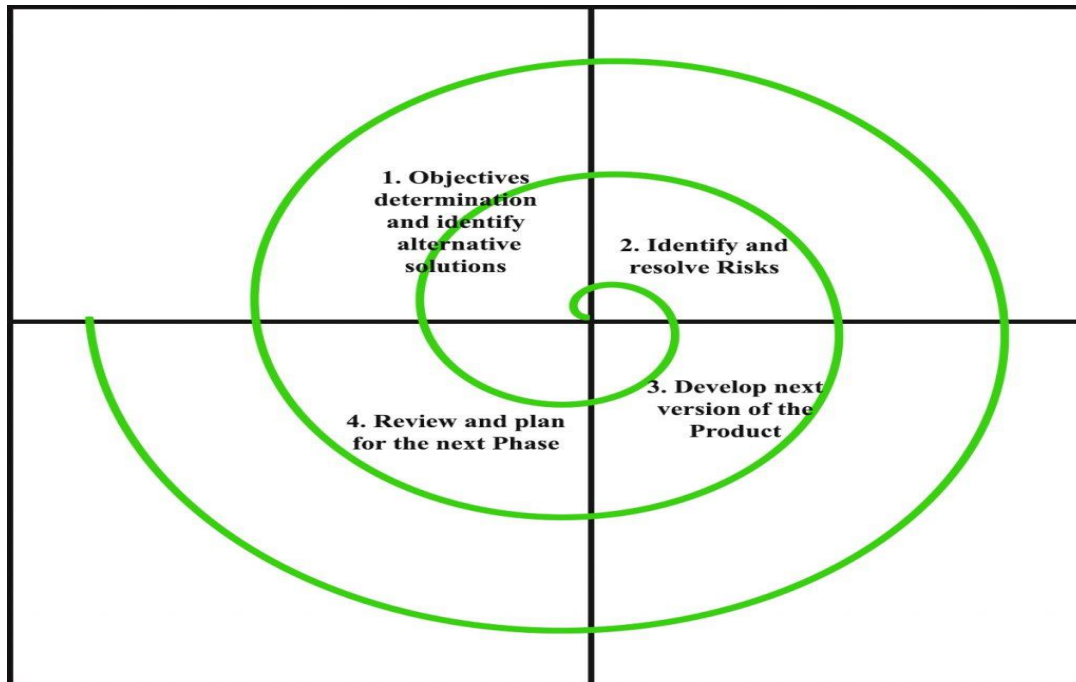 1. Objectives
determination
and identify
alternative
solutions
2. Identify and
resolve Risks
3. Develop next
version of the
Product
4. Review and plan
for the next Phase